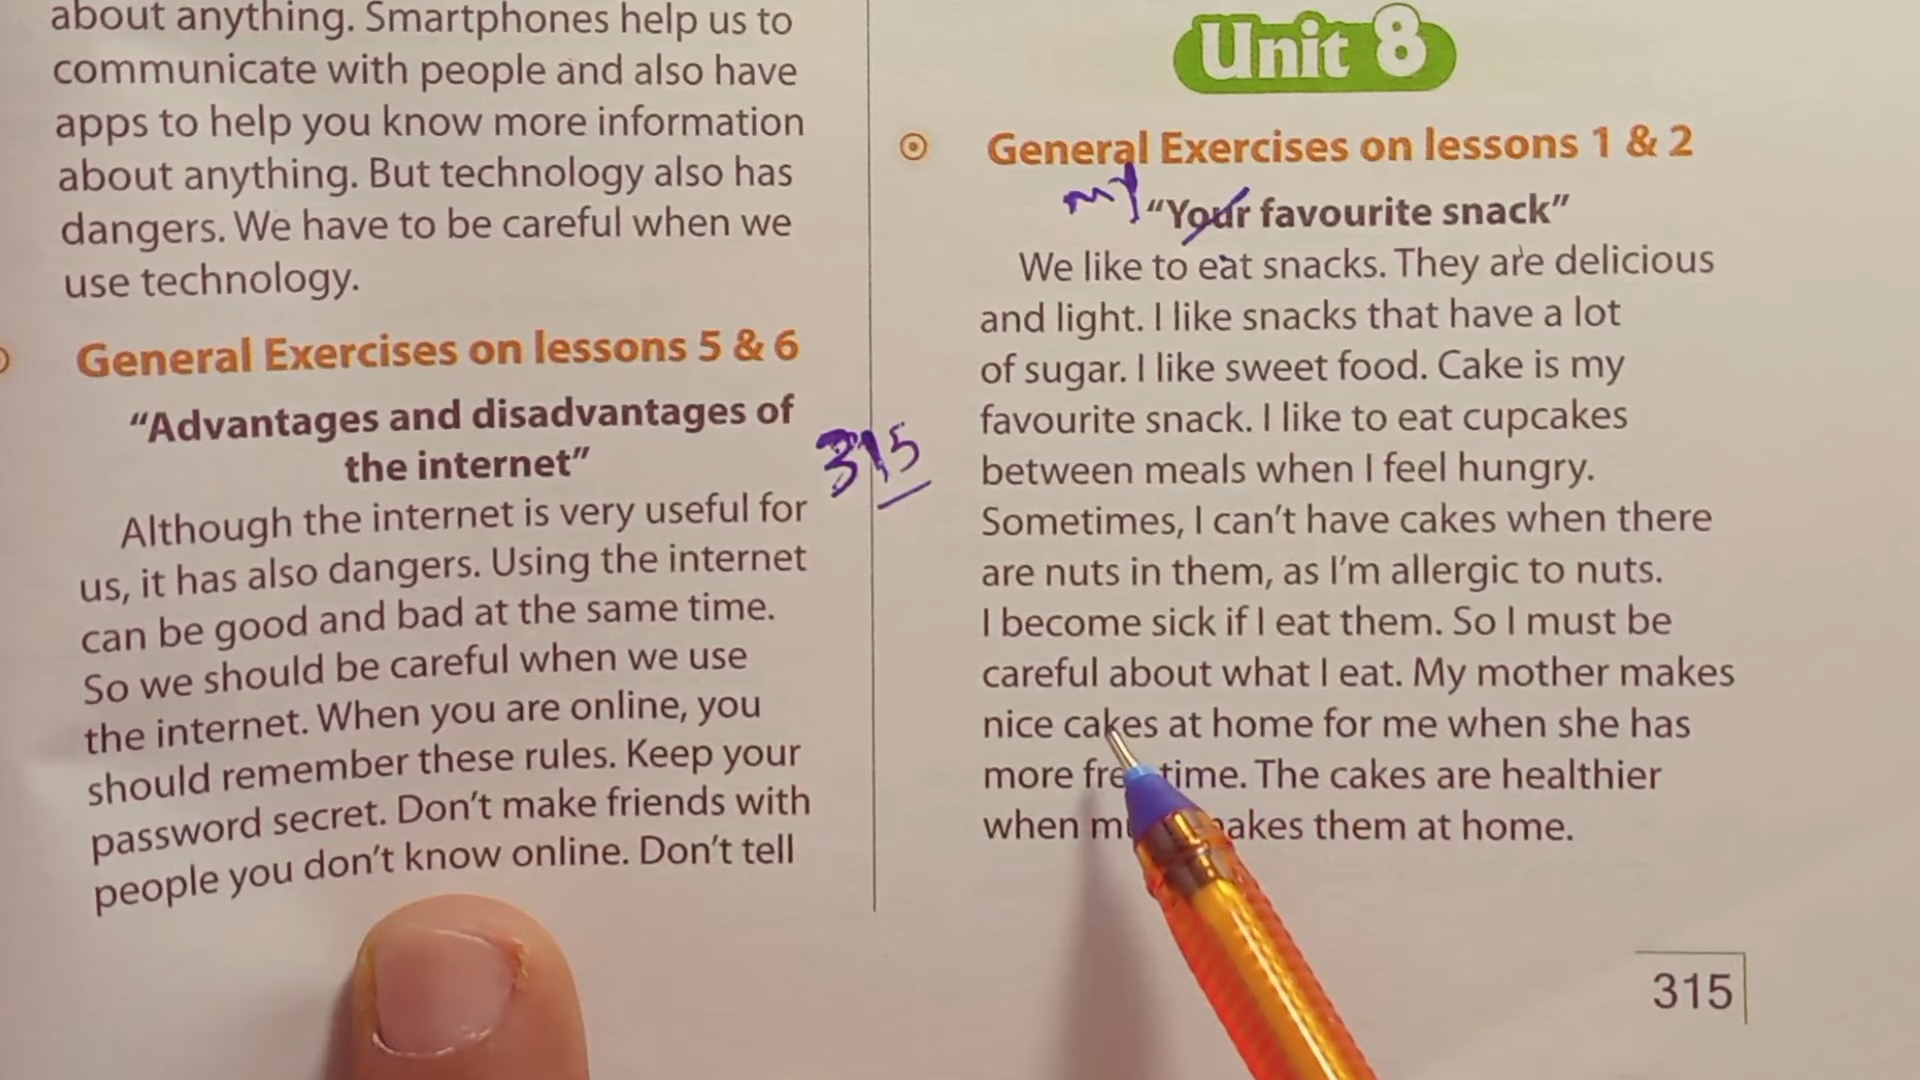 about anything. Smartphones help us to
communicate with people and also have
apps to help you know more information
about anything. But technology also has
dangers. We have to be careful when we
use technology.
General Exercises on lessons 5 & 6
“Advantages and disadvantages of
the internet”
Although the internet is very useful for
us, it has also dangers. Using the internet
can be good and bad at the same time.
So we should be careful when we use
the internet. When you are online, you
should remember these rules. Keep your
password secret. Don’t make friends with
people you don’t know online. Don’t tell
315
Unit 8
General Exercises on lessons 1 & 2
my
“Your favourite snack”
We like to eat snacks. They are delicious
and light. I like snacks that have a lot
of sugar. I like sweet food. Cake is my
favourite snack. I like to eat cupcakes
between meals when I feel hungry.
Sometimes, I can’t have cakes when there
are nuts in them, as I’m allergic to nuts.
I become sick if I eat them. So I must be
careful about what I eat. My mother makes
nice cakes at home for me when she has
more free time. The cakes are healthier
when makes them at home.
315